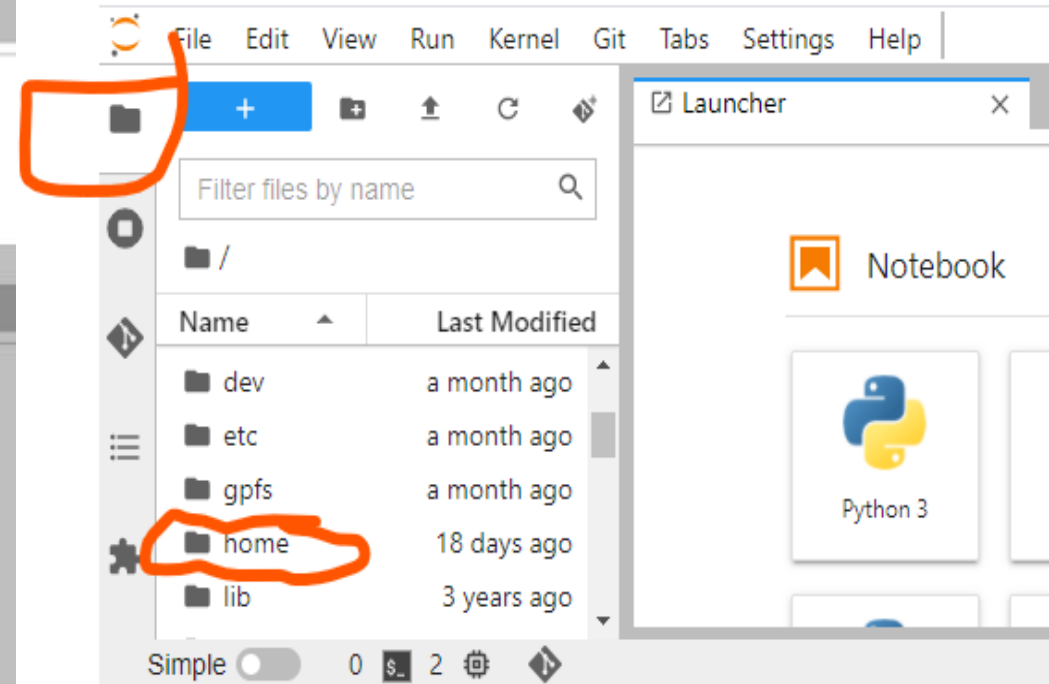 File Edit View Run Kernel Git Tabs Settings Help
+
Launcher
Filter files by name
/
Notebook
Name Last Modified
dev a month ago
etc a month ago
gpfs a month ago
home 18 days ago
lib 3 years ago
Python 3
Simple 0 $_ 2